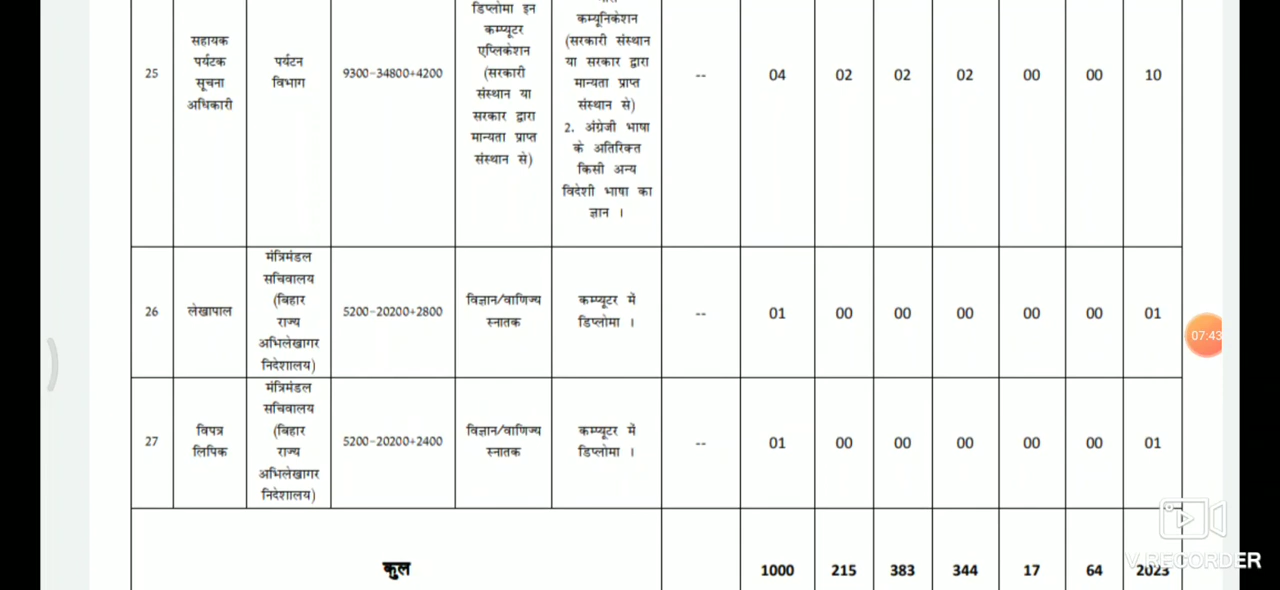 25
सहायक
पर्यटक
सूचना
अधिकारी
पर्यटन
विभाग
9300-34800+4200
डिप्लोमा इन
कम्प्यूटर
एप्लिकेशन
(सरकारी
संस्थान या
सरकार द्वारा
मान्यता प्राप्त
संस्थान से)
कम्यूनिकेशन
(सरकारी संस्थान
या सरकार द्वारा
मान्यता प्राप्त
संस्थान से)
2. अंग्रेजी भाषा
के अतिरिक्त
किसी अन्य
विदेशी भाषा का
ज्ञान ।
--
04
02
02
02
00
00
10
26
लेखापाल
मंत्रिमंडल
सचिवालय
(बिहार
राज्य
अभिलेखागर
निदेशालय)
5200-20200+2800
विज्ञान/वाणिज्य
स्नातक
कम्प्यूटर में
डिप्लोमा ।
--
01
00
00
00
00
00
01
27
विपत्र
लिपिक
मंत्रिमंडल
सचिवालय
(बिहार
राज्य
अभिलेखागर
निदेशालय)
5200-20200+2400
विज्ञान/वाणिज्य
स्नातक
कम्प्यूटर में
डिप्लोमा ।
--
01
00
00
00
00
00
01
कुल
1000
215
383
344
17
64
2023
07:43
V RECORDER